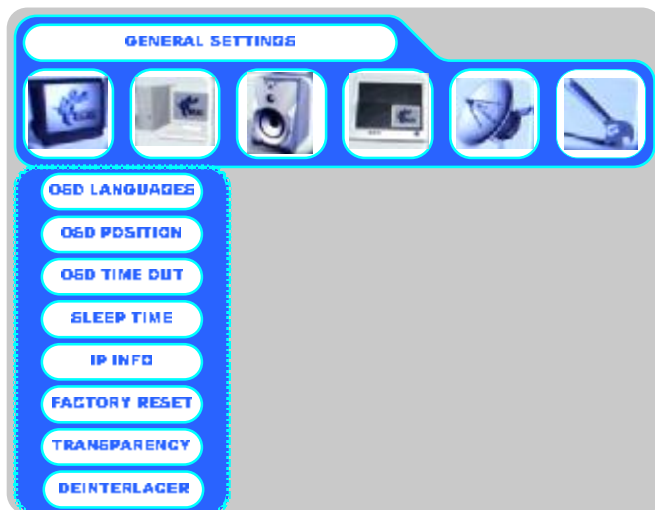 GENERAL SETTINGS
OSD LANGUAGES
OSD POSITION
OSD TIME OUT
SLEEP TIME
IP INFO
FACTORY RESET
TRANSPARENCY
DEINTERLACER